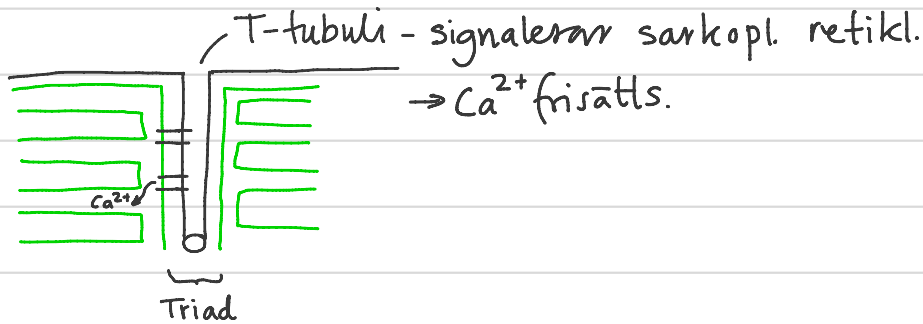 T-tubuli - signalerar sarkopl. retikl.
→ Ca²⁺ frisätts.
Ca²⁺
Triad